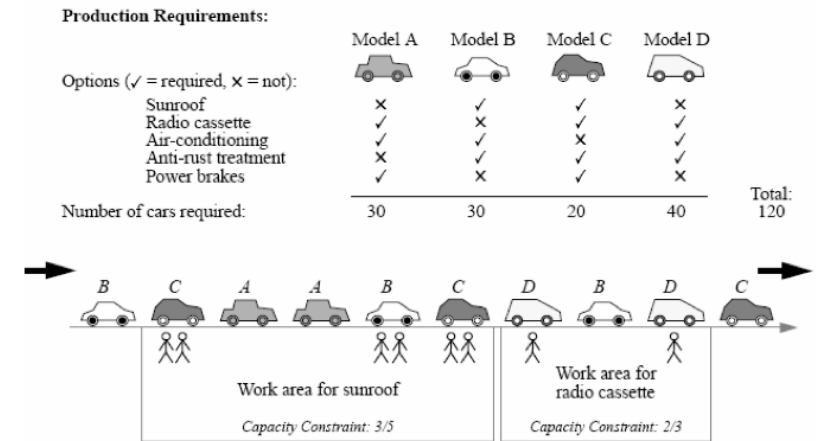 Production Requirements:
Model A Model B Model C Model D
Options (✓ = required, × = not):
Sunroof × ✓ ✓ ×
Radio cassette ✓ × ✓ ✓
Air-conditioning ✓ ✓ × ✓
Anti-rust treatment × ✓ ✓ ✓
Power brakes ✓ × ✓ ×
Total:
Number of cars required: 30 30 20 40 120
B C A A B C D B D C
Work area for sunroof
Capacity Constraint: 3/5
Work area for
radio cassette
Capacity Constraint: 2/3